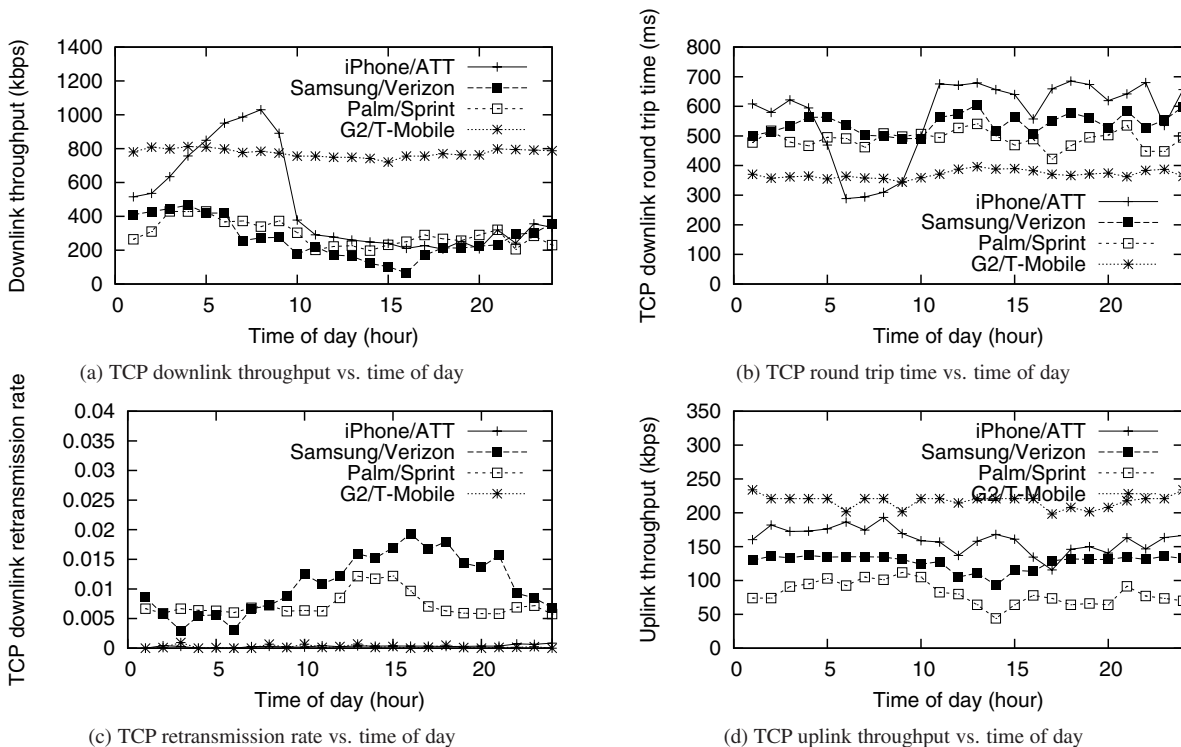 Downlink throughput (kbps)
1400
1200
1000
800
600
400
200
0
iPhone/ATT
Samsung/Verizon
Palm/Sprint
G2/T-Mobile
0 5 10 15 20
Time of day (hour)
(a) TCP downlink throughput vs. time of day
TCP downlink round trip time (ms)
800
700
600
500
400
300
200
100
0
iPhone/ATT
Samsung/Verizon
Palm/Sprint
G2/T-Mobile
0 5 10 15 20
Time of day (hour)
(b) TCP round trip time vs. time of day
TCP downlink retransmission rate
0.04
0.035
0.03
0.025
0.02
0.015
0.01
0.005
0
iPhone/ATT
Samsung/Verizon
Palm/Sprint
G2/T-Mobile
0 5 10 15 20
Time of day (hour)
(c) TCP retransmission rate vs. time of day
Uplink throughput (kbps)
350
300
250
200
150
100
50
0
iPhone/ATT
Samsung/Verizon
Palm/Sprint
G2/T-Mobile
0 5 10 15 20
Time of day (hour)
(d) TCP uplink throughput vs. time of day